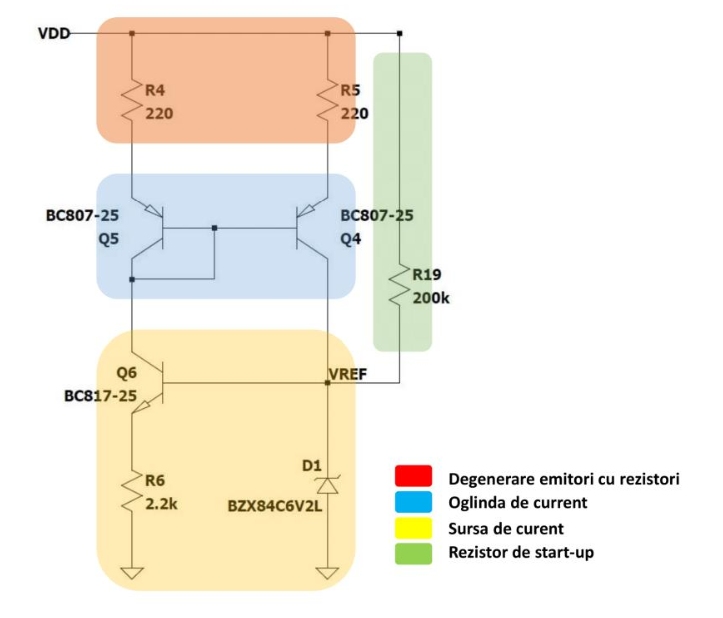 VDD
R4
220
R5
220
BC807-25
Q5
BC807-25
Q4
R19
200k
Q6
BC817-25
VREF
R6
2.2k
D1
BZX84C6V2L
Degenerare emitori cu rezistori
Oglinda de current
Sursa de curent
Rezistor de start-up